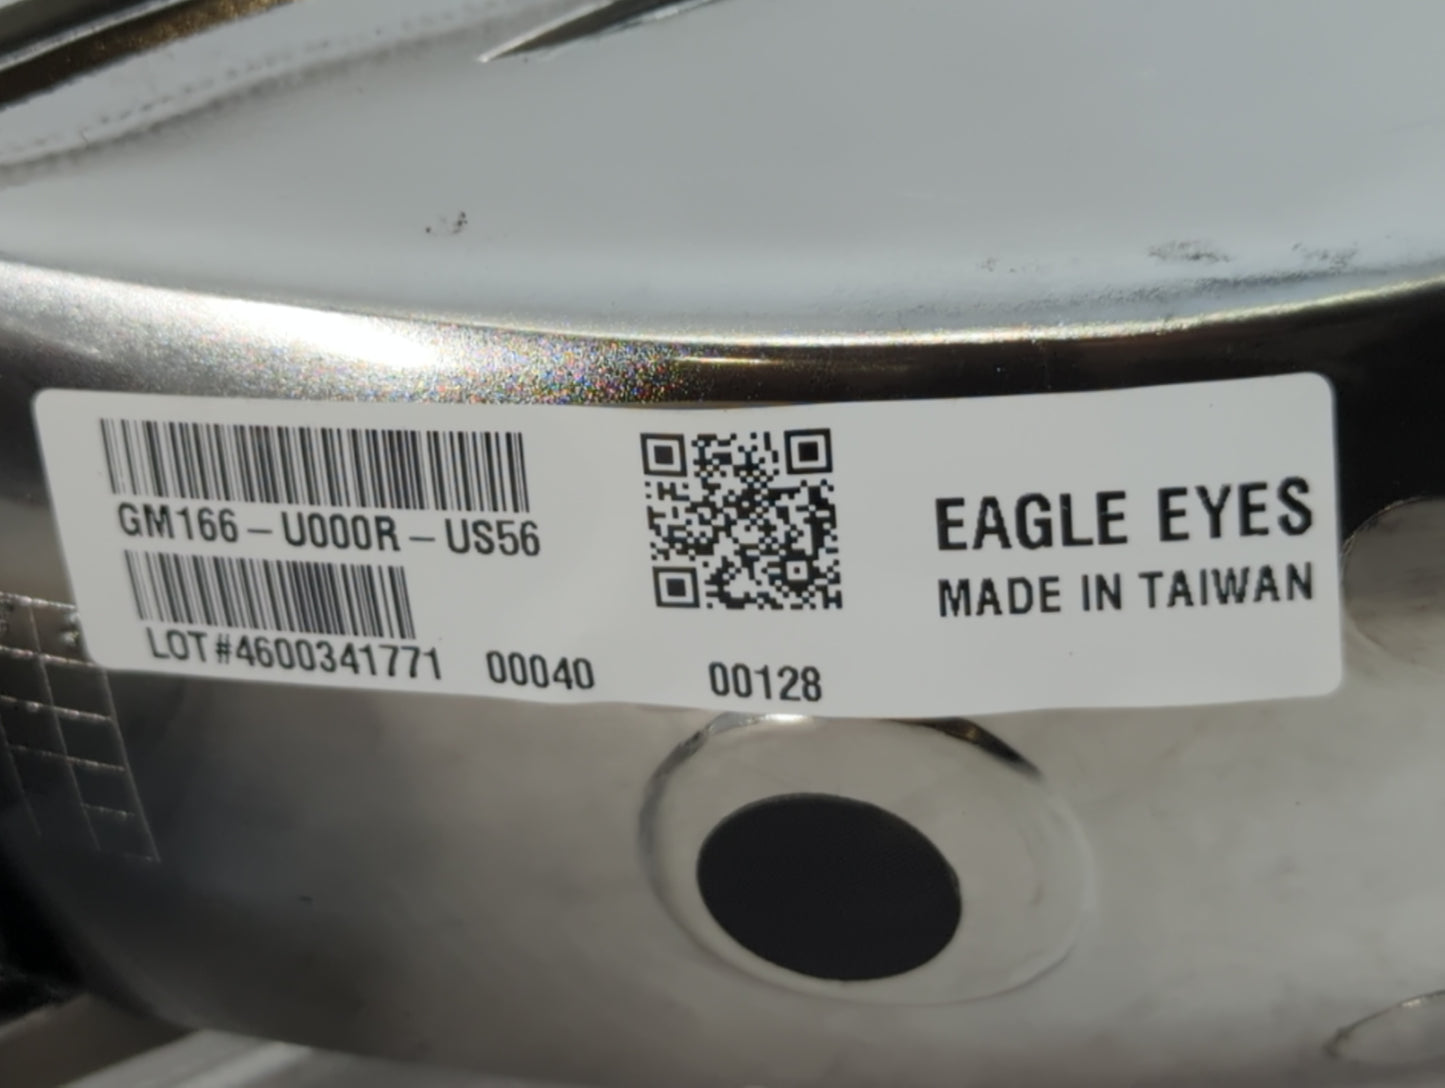 GM166-U000R-US56
LOT#4600341771 00040 00128
EAGLE EYES
MADE IN TAIWAN